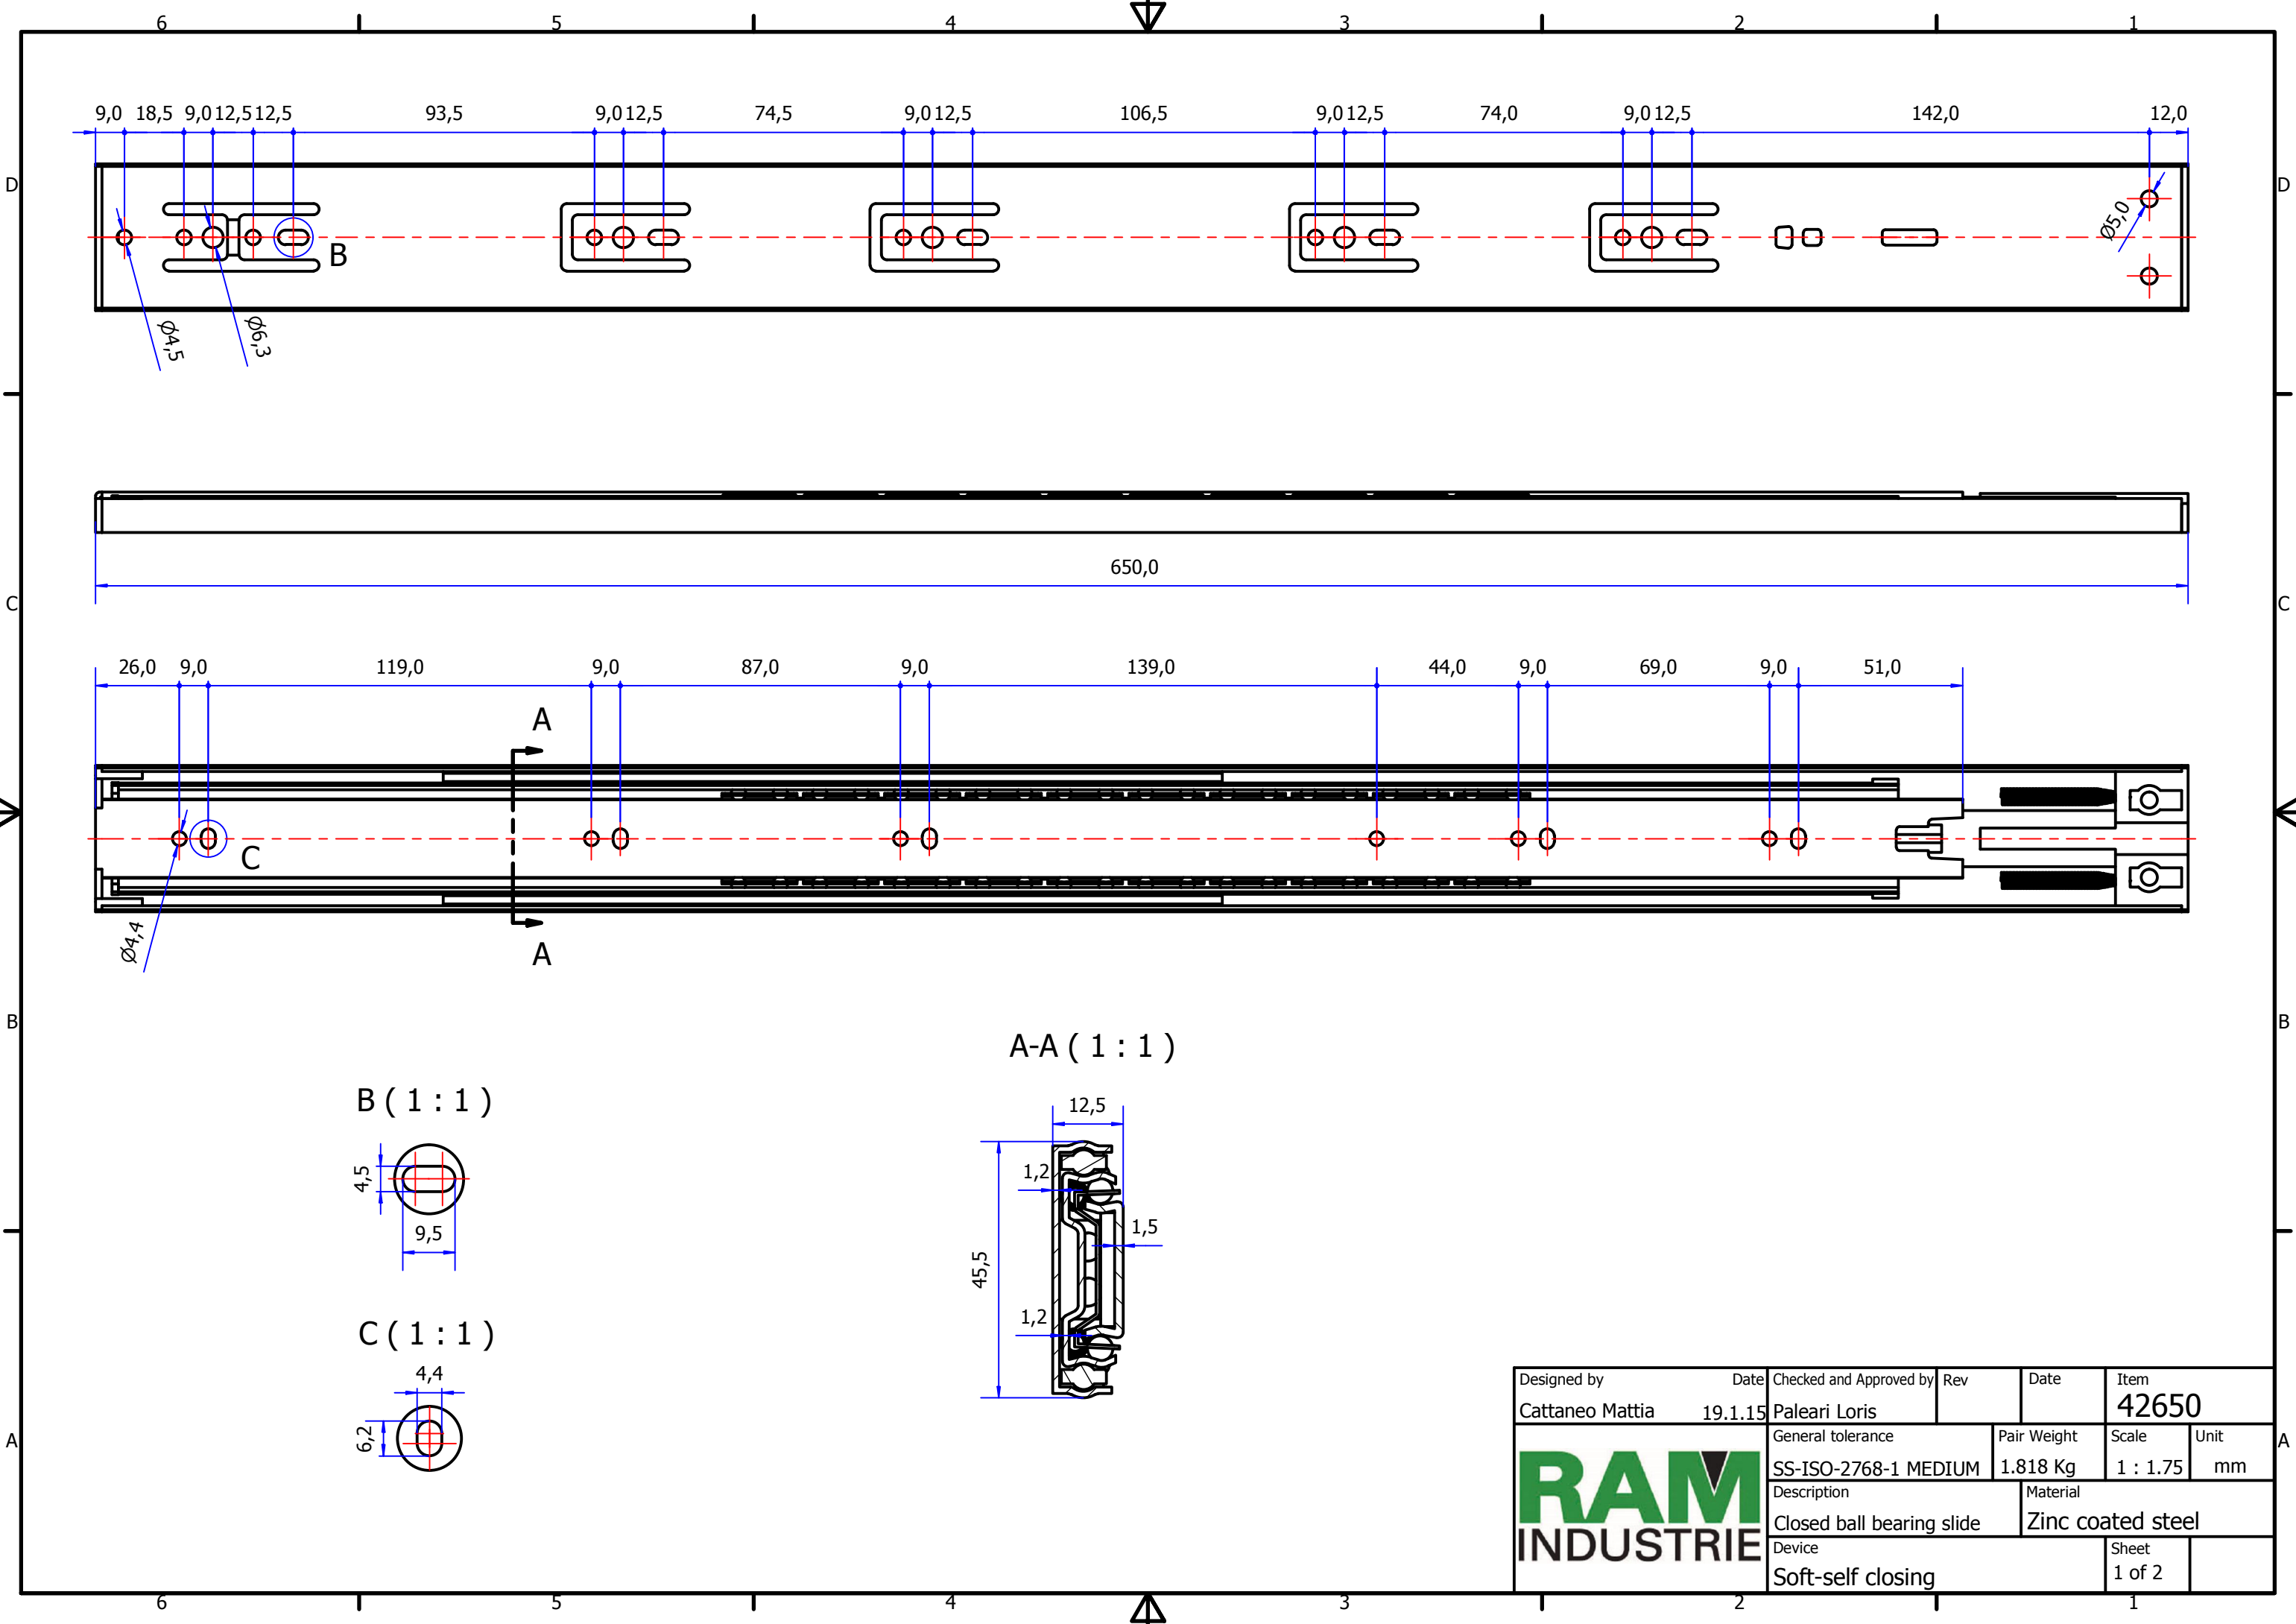 6 5 4 3 2 1
9,0 18,5 9,0 12,5 12,5 93,5 9,0 12,5 74,5 9,0 12,5 106,5 9,0 12,5 74,0 9,0 12,5 142,0 12,0
D D
B
Ø5,0
Ø4,5 Ø6,3
650,0
C C
26,0 9,0 119,0 9,0 87,0 9,0 139,0 44,0 9,0 69,0 9,0 51,0
A
C
Ø4,4
A
B B
A-A ( 1 : 1 )
B ( 1 : 1 )
12,5
4,5
1,2
9,5
1,5
45,5
1,2
C ( 1 : 1 )
4,4
6,2
A A
Designed by Date Checked and Approved by Rev Date Item
Cattaneo Mattia 19.1.15 Paleari Loris 42650
General tolerance Pair Weight Scale Unit
SS-ISO-2768-1 MEDIUM 1.818 Kg 1 : 1.75 mm
RAM
INDUSTRIE
Description Material
Closed ball bearing slide Zinc coated steel
Device Sheet
Soft-self closing 1 of 2
6 5 4 3 2 1